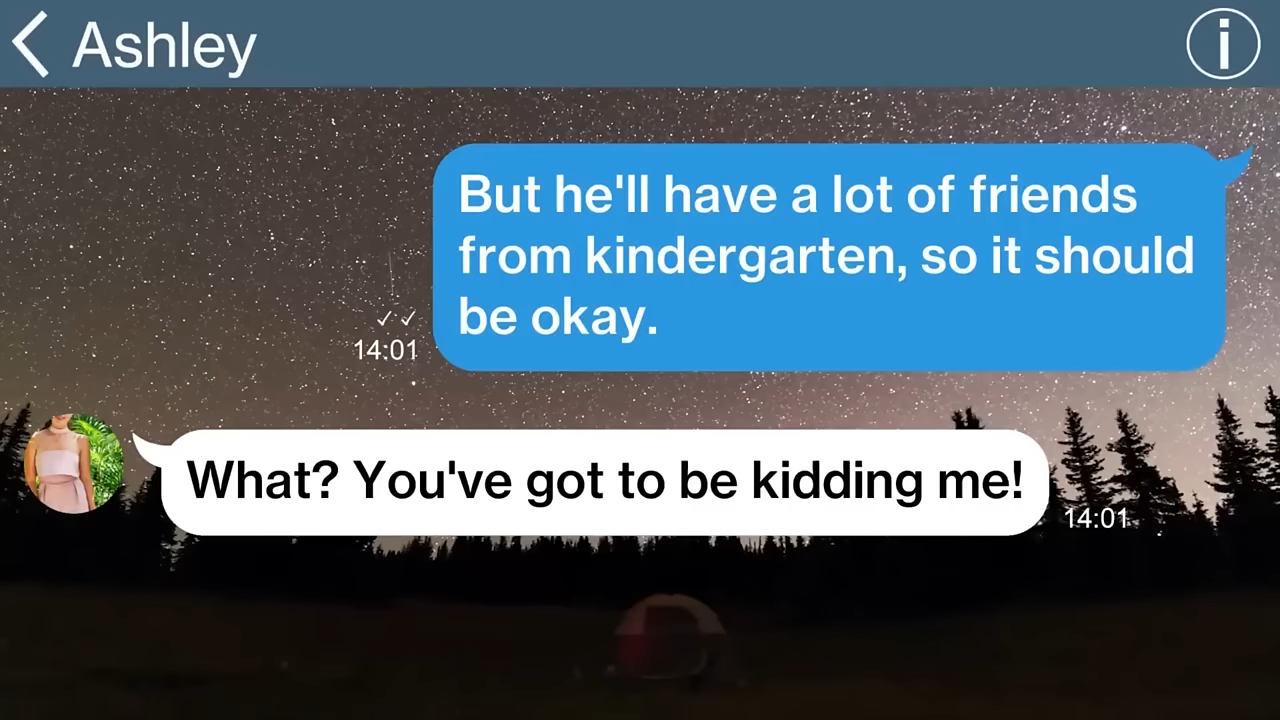 Ashley
But he'll have a lot of friends
from kindergarten, so it should
be okay.
14:01
What? You've got to be kidding me!
14:01